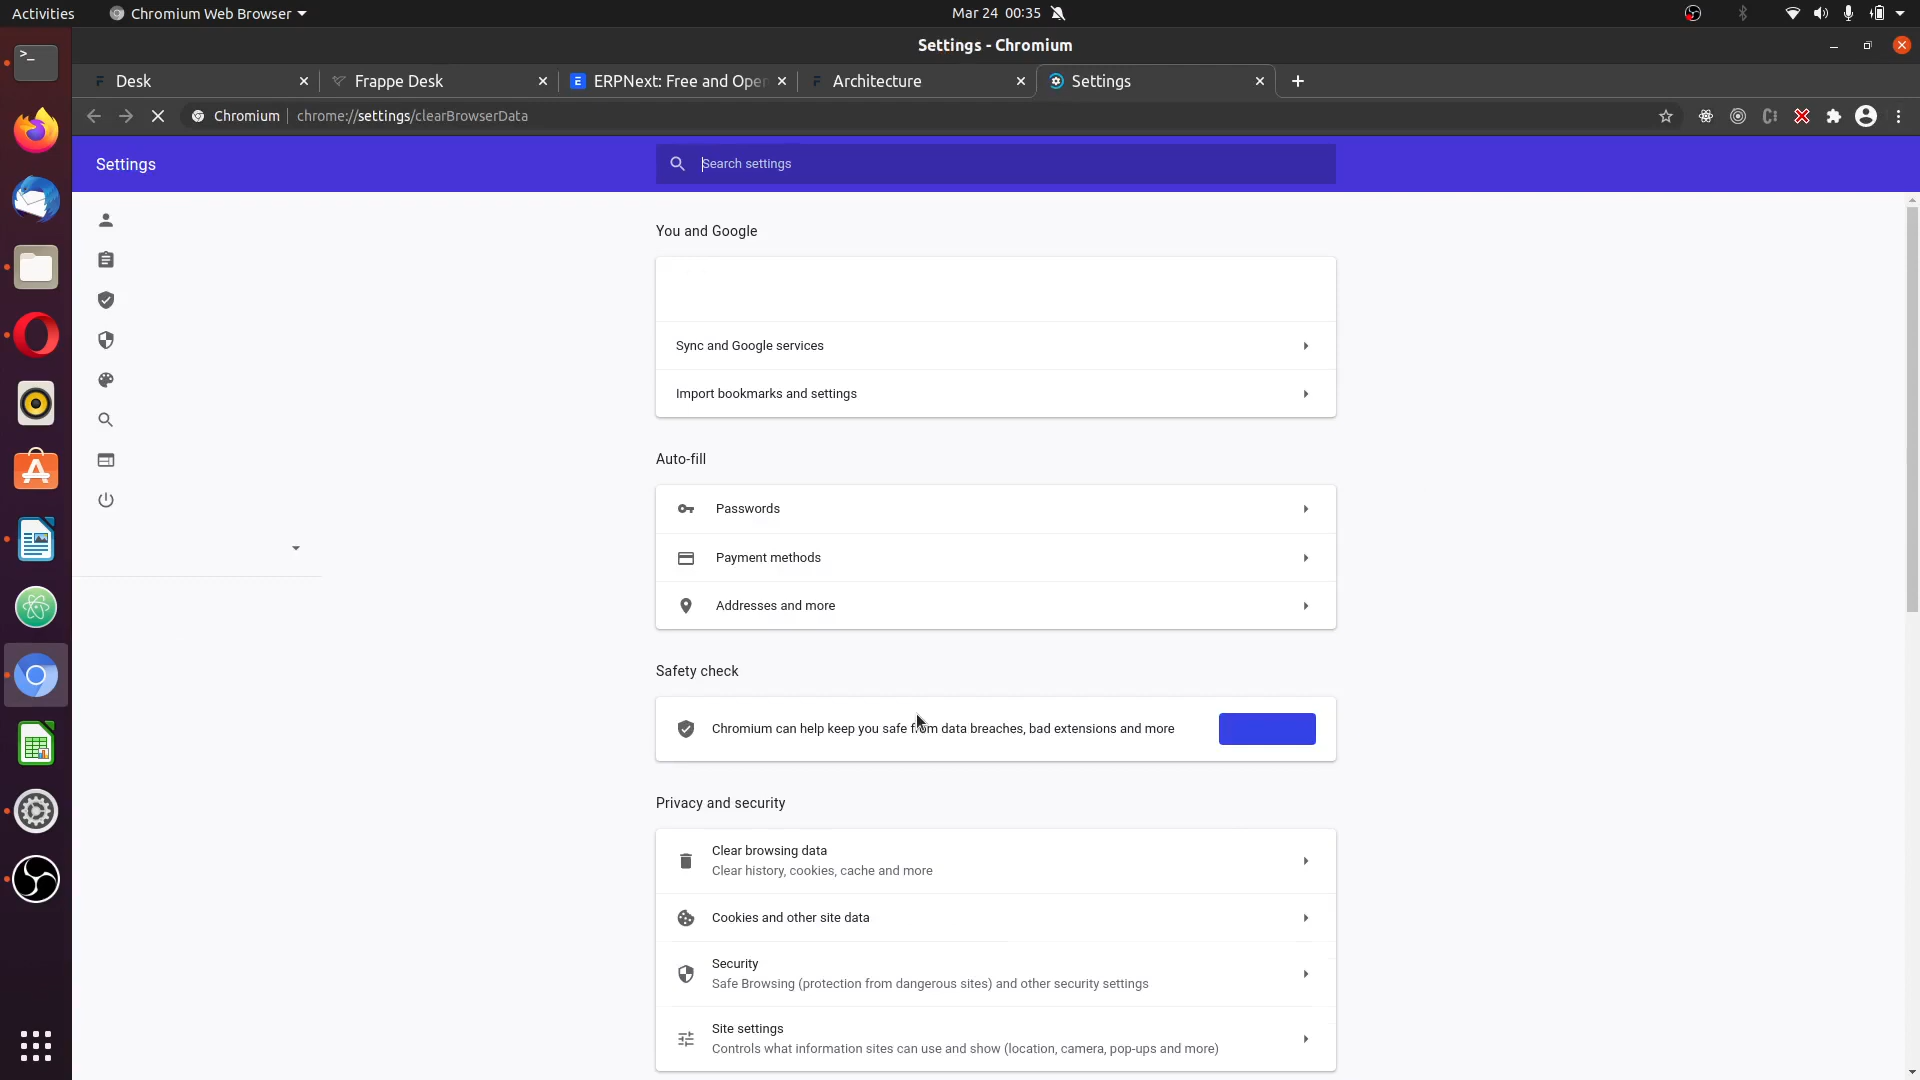 Activities
Chromium Web Browser
Mar 24 00:35
Settings - Chromium
Desk
Frappe Desk
ERPNext: Free and Oper
Architecture
Settings
Chromium
chrome://settings/clearBrowserData
Settings
Search settings
You and Google
Sync and Google services
Import bookmarks and settings
Auto-fill
Passwords
Payment methods
Addresses and more
Safety check
Chromium can help keep you safe from data breaches, bad extensions and more
Privacy and security
Clear browsing data
Clear history, cookies, cache and more
Cookies and other site data
Security
Safe Browsing (protection from dangerous sites) and other security settings
Site settings
Controls what information sites can use and show (location, camera, pop-ups and more)